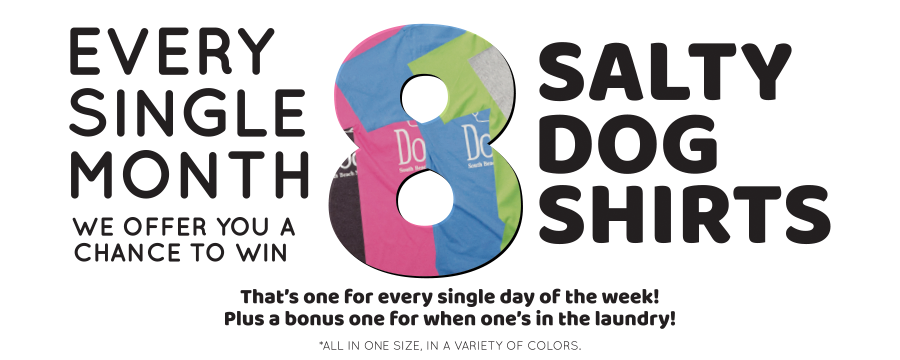 EVERY
SINGLE
MONTH
WE OFFER YOU A
CHANCE TO WIN
8
SALTY
DOG
SHIRTS
That's one for every single day of the week!
Plus a bonus one for when one's in the laundry!
*ALL IN ONE SIZE, IN A VARIETY OF COLORS.